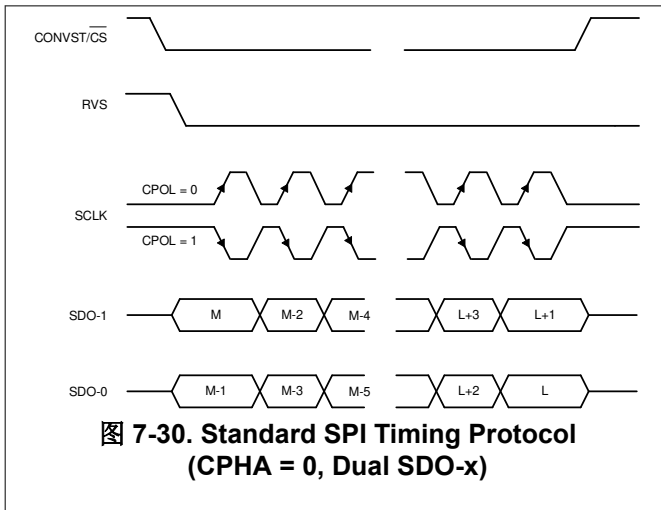 CONVST/CS
RVS
CPOL = 0
SCLK
CPOL = 1
SDO-1 M M-2 M-4 L+3 L+1
SDO-0 M-1 M-3 M-5 L+2 L
图 7-30. Standard SPI Timing Protocol
(CPHA = 0, Dual SDO-x)